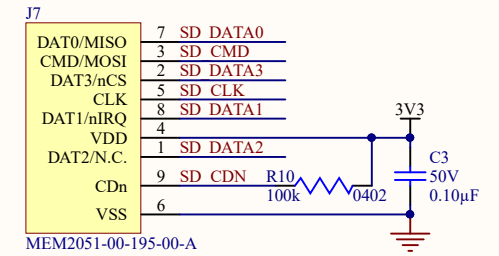 J7
DAT0/MISO 7 SD_DATA0
CMD/MOSI 3 SD_CMD
DAT3/nCS 2 SD_DATA3
CLK 5 SD_CLK
DAT1/nIRQ 8 SD_DATA1
VDD 4
DAT2/N.C. 1 SD_DATA2
CDn 9 SD_CDN
VSS 6
MEM2051-00-195-00-A
R10
100k
0402
3V3
C3
50V
0.10µF